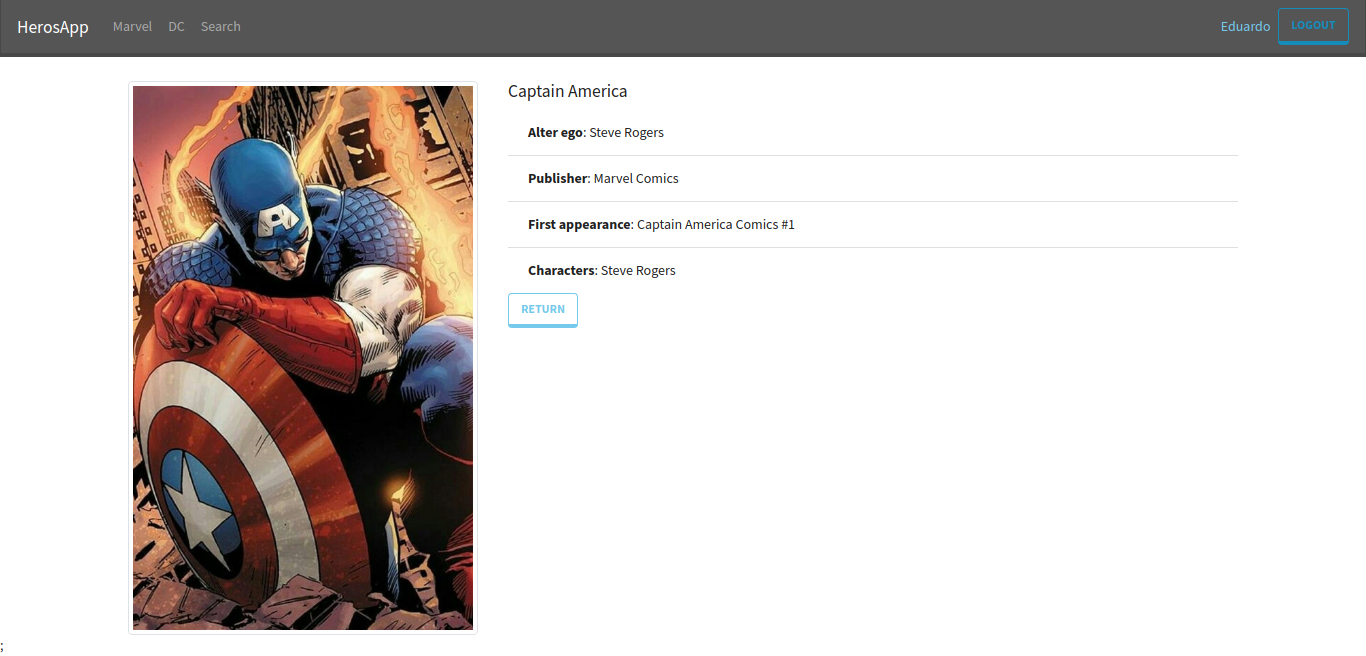 HerosApp Marvel DC Search Eduardo LOGOUT
Captain America
Alter ego: Steve Rogers
Publisher: Marvel Comics
First appearance: Captain America Comics #1
Characters: Steve Rogers
RETURN
A
;